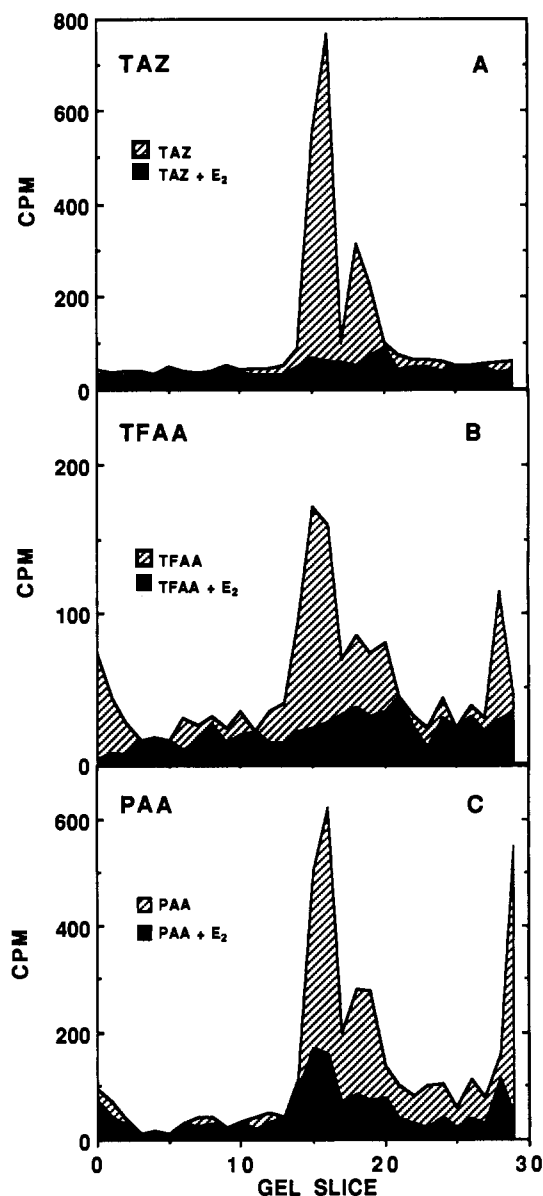 CPM
800
TAZ
A
600
TAZ
TAZ + E₂
400
200
0
CPM
TFAA
B
200
TFAA
TFAA + E₂
100
0
CPM
PAA
C
600
PAA
PAA + E₂
400
200
0
0 10 20 30
GEL SLICE